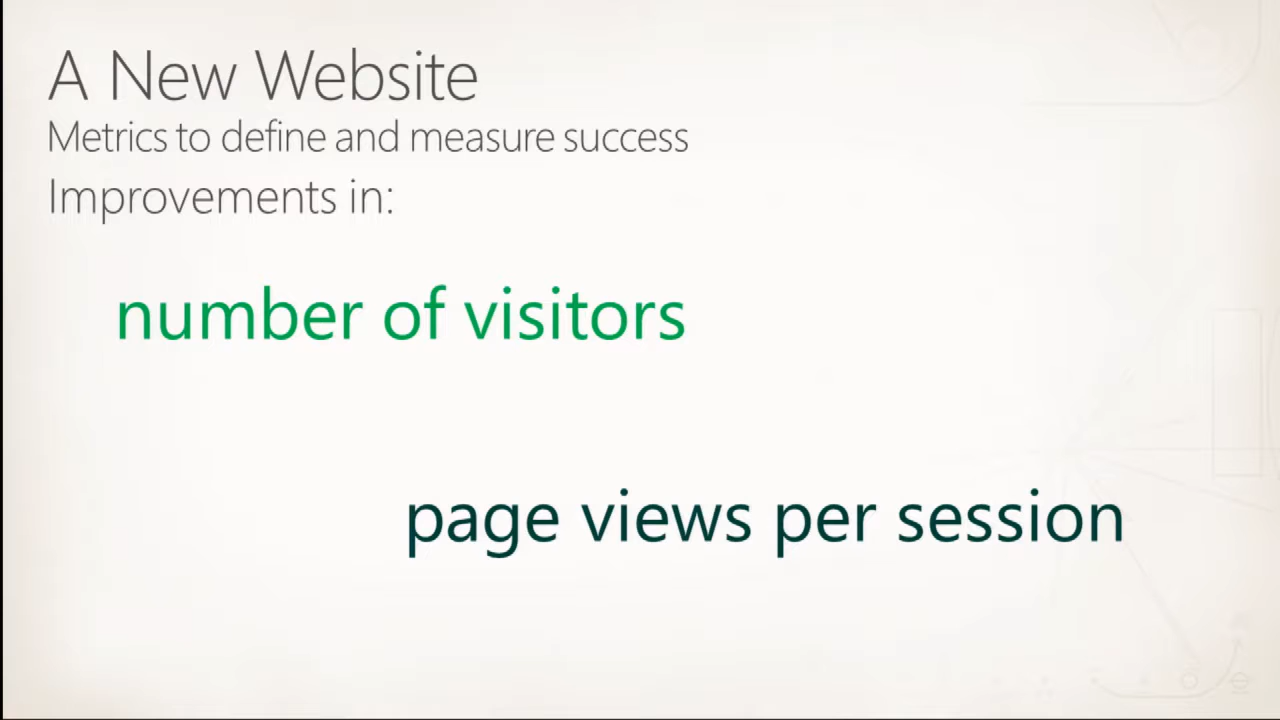 A New Website
Metrics to define and measure success
Improvements in:
number of visitors
page views per session